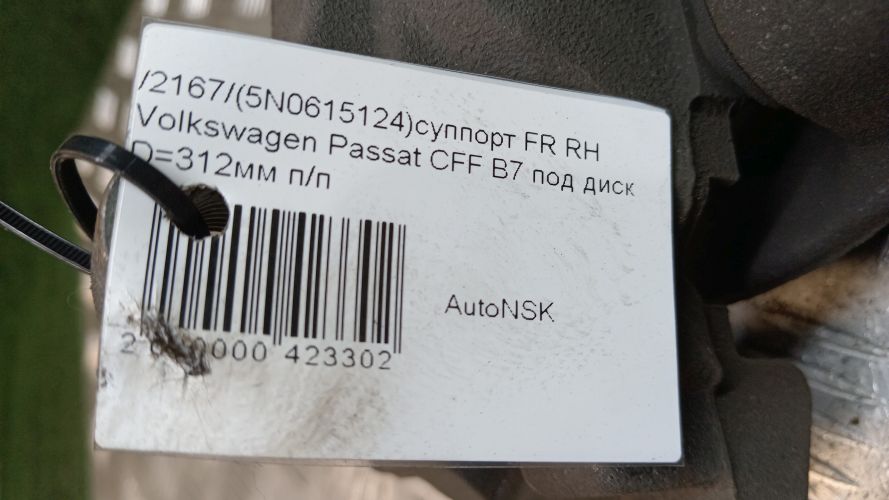 /2167/(5N0615124)суппорт FR RH
Volkswagen Passat CFF B7 под диск
D=312мм п/п
AutoNSK
423302